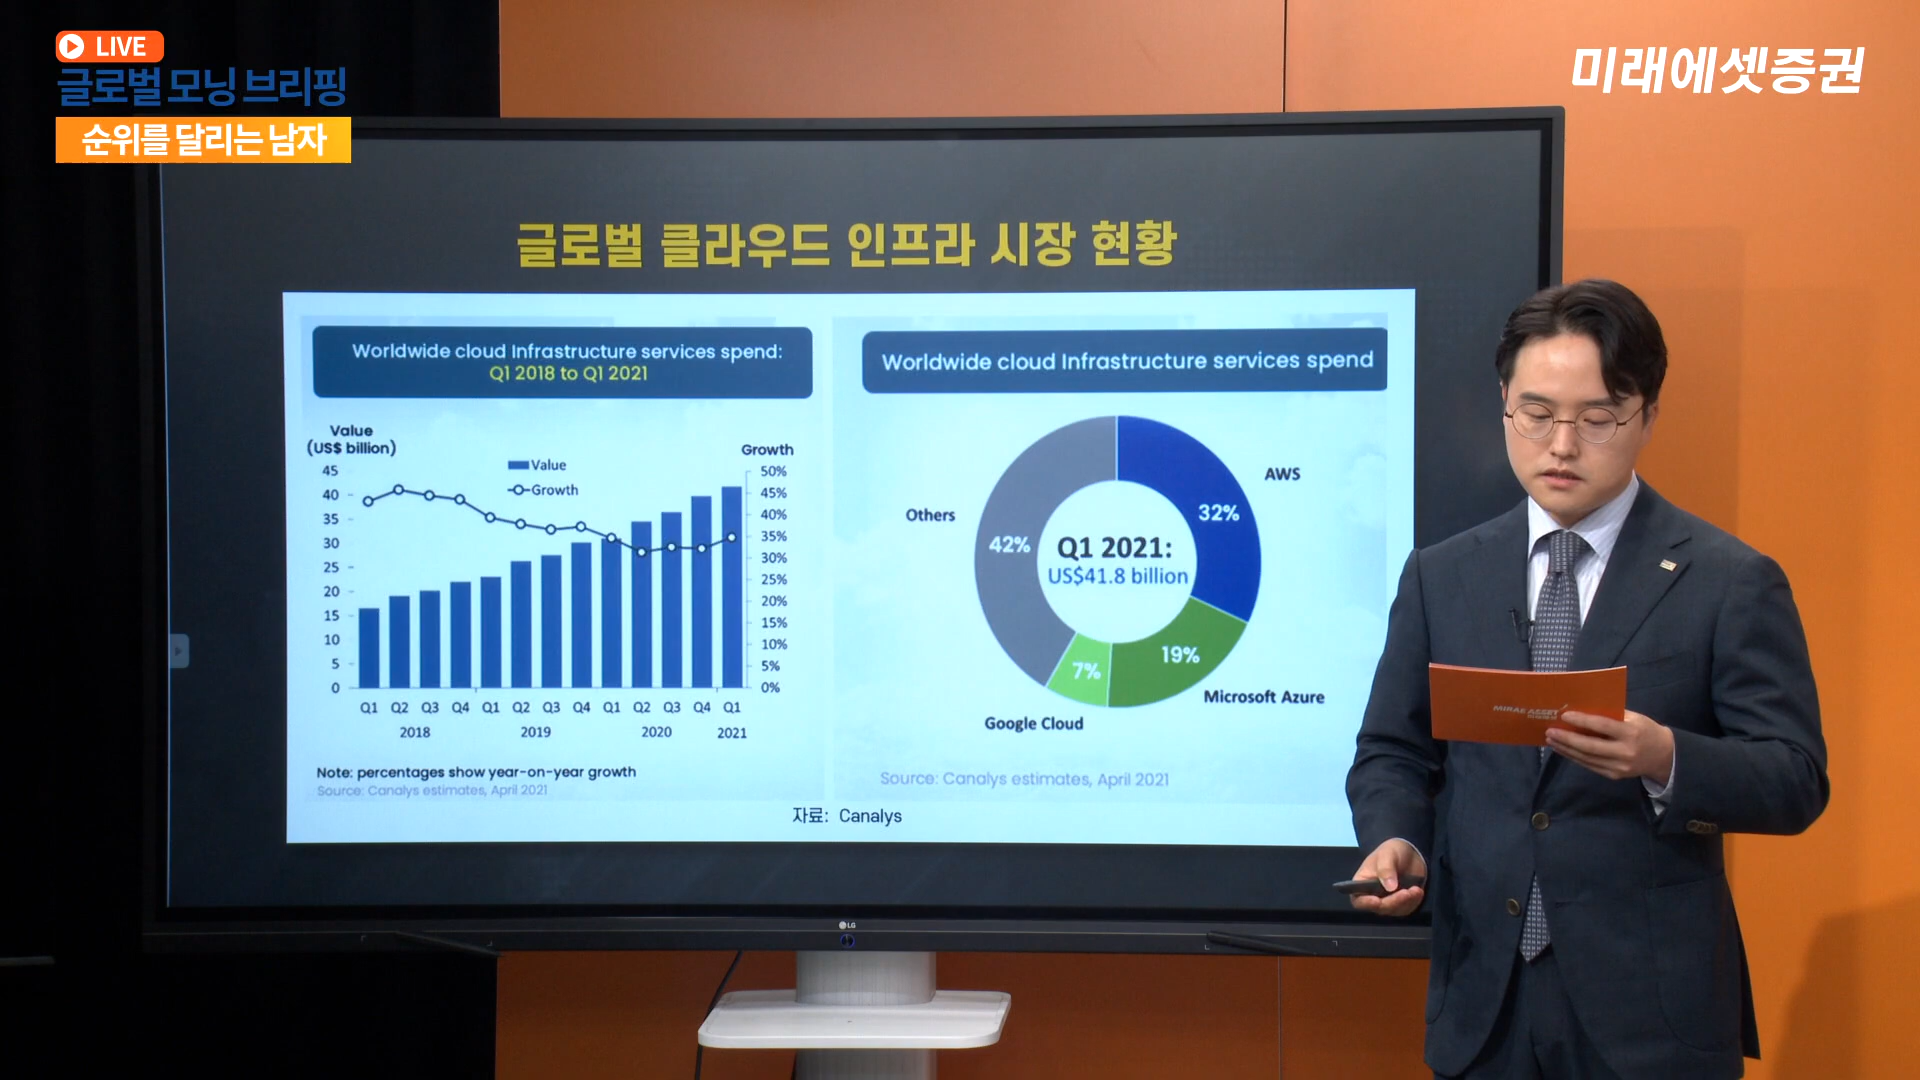 LIVE
글로벌 모닝 브리핑
순위를 달리는 남자
미래에셋증권
글로벌 클라우드 인프라 시장 현황
Worldwide cloud Infrastructure services spend:
Q1 2018 to Q1 2021
Value
(US$ billion)
Growth
Value
Growth
45
40
35
30
25
20
15
10
5
0
50%
45%
40%
35%
30%
25%
20%
15%
10%
5%
0%
Q1 Q2 Q3 Q4 Q1 Q2 Q3 Q4 Q1 Q2 Q3 Q4 Q1
2018 2019 2020 2021
Note: percentages show year-on-year growth
Source: Canalys estimates, April 2021
Worldwide cloud Infrastructure services spend
AWS
32%
Others
42%
Q1 2021:
US$41.8 billion
19%
7%
Microsoft Azure
Google Cloud
Source: Canalys estimates, April 2021
자료: Canalys
MIRAE ASSET
LG